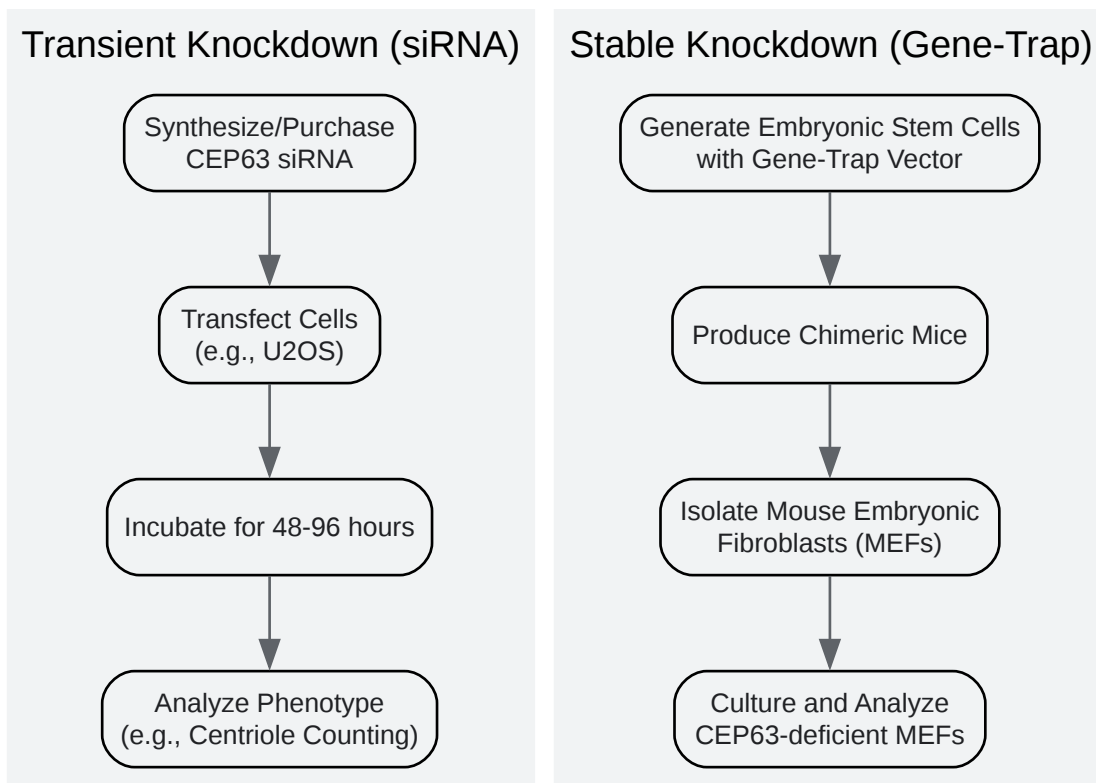 Transient Knockdown (siRNA)
Synthesize/Purchase
CEP63 siRNA
Transfect Cells
(e.g., U2OS)
Incubate for 48-96 hours
Analyze Phenotype
(e.g., Centriole Counting)
Stable Knockdown (Gene-Trap)
Generate Embryonic Stem Cells
with Gene-Trap Vector
Produce Chimeric Mice
Isolate Mouse Embryonic
Fibroblasts (MEFs)
Culture and Analyze
CEP63-deficient MEFs